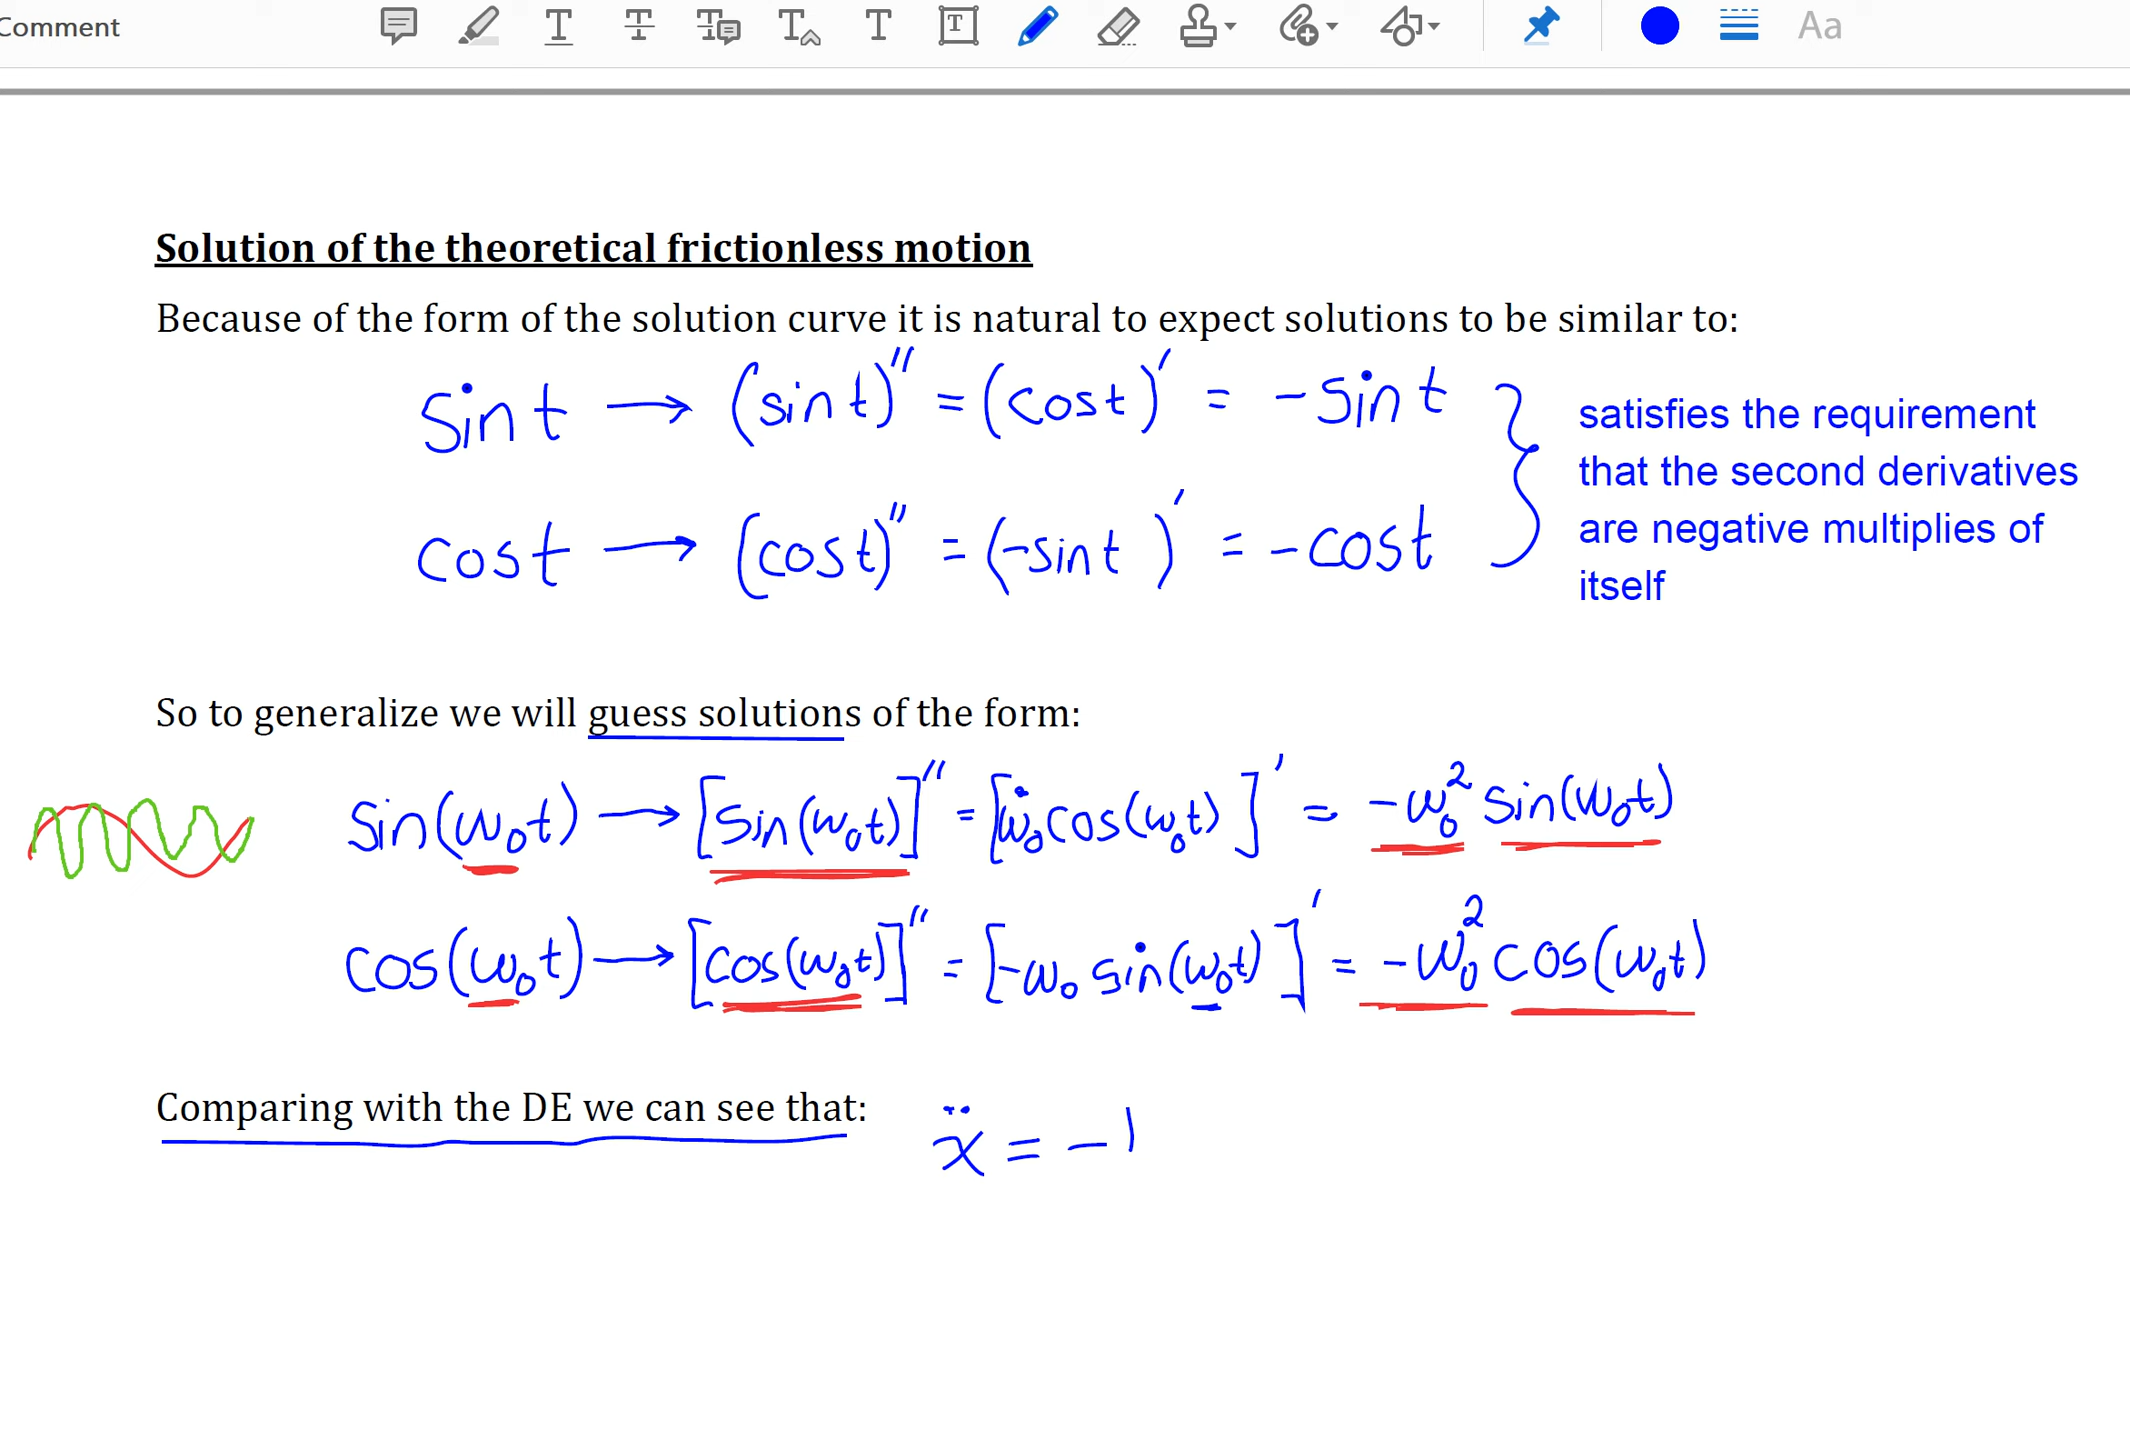 Comment
T T T T T T Aa
Solution of the theoretical frictionless motion
Because of the form of the solution curve it is natural to expect solutions to be similar to:
sin t → (sin t)" = (cos t)' = - sin t
satisfies the requirement
that the second derivatives
are negative multiplies of
itself
cos t → (cos t)" = (-sin t)' = - cos t
So to generalize we will guess solutions of the form:
sin(ω₀t) → [sin(ω₀t)]" = [ω₀cos(ω₀t)]' = -ω₀² sin(ω₀t)
cos(ω₀t) → [cos(ω₀t)]" = [-ω₀ sin(ω₀t)]' = -ω₀² cos(ω₀t)
Comparing with the DE we can see that: ẍ = -